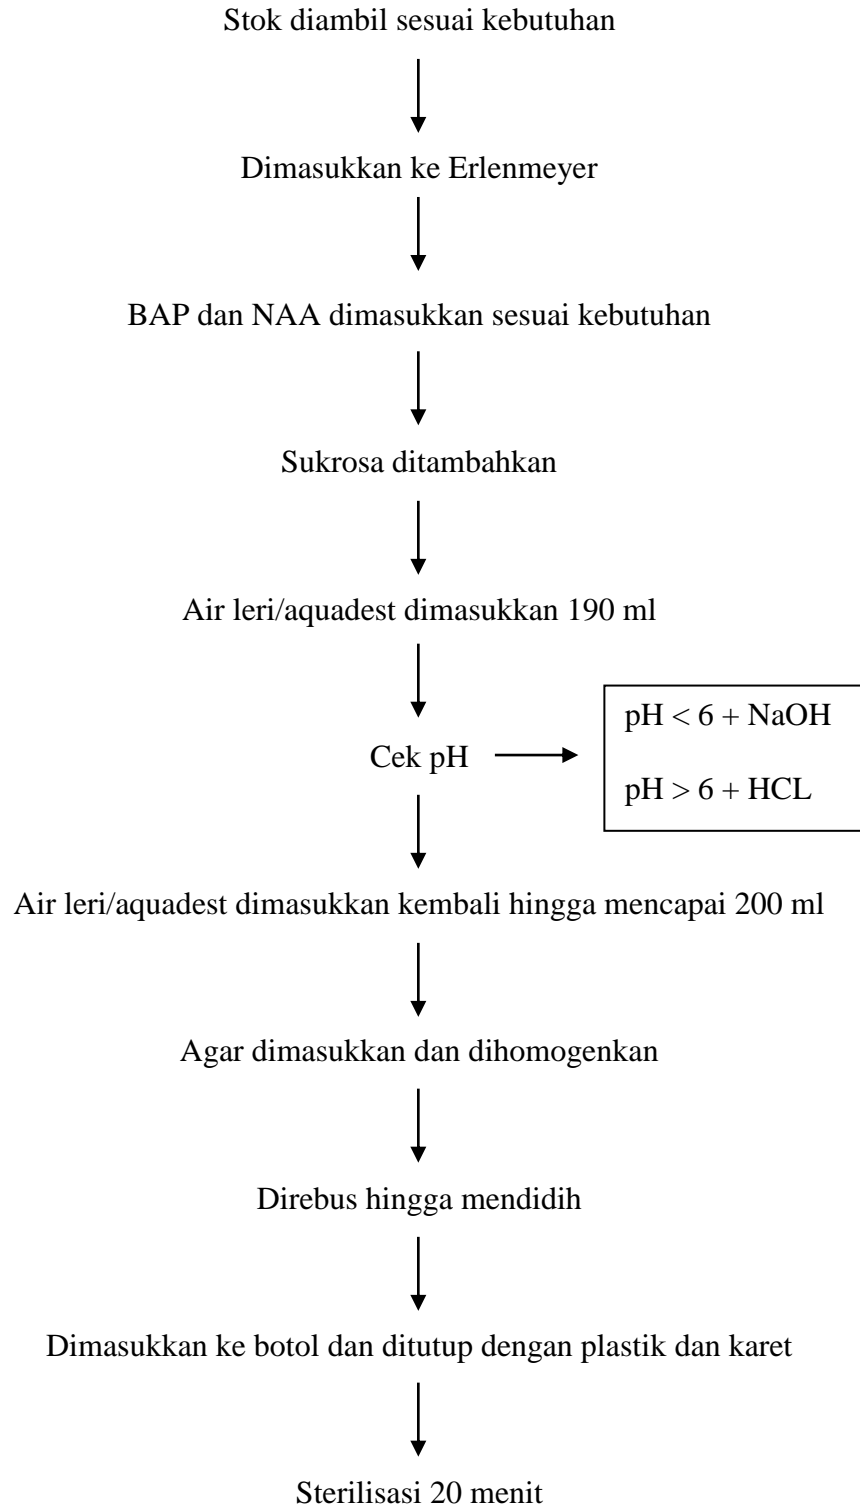 Stok diambil sesuai kebutuhan
Dimasukkan ke Erlenmeyer
BAP dan NAA dimasukkan sesuai kebutuhan
Sukrosa ditambahkan
Air leri/aquadest dimasukkan 190 ml
Cek pH
pH < 6 + NaOH
pH > 6 + HCL
Air leri/aquadest dimasukkan kembali hingga mencapai 200 ml
Agar dimasukkan dan dihomogenkan
Direbus hingga mendidih
Dimasukkan ke botol dan ditutup dengan plastik dan karet
Sterilisasi 20 menit